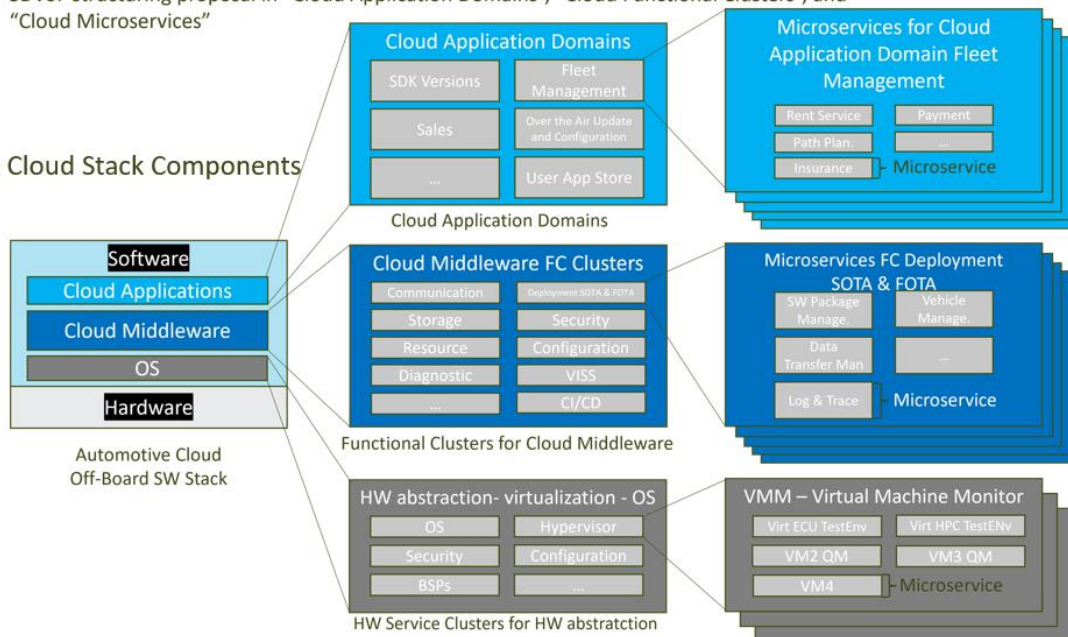 “Cloud Microservices”
Cloud Stack Components
Software
Cloud Applications
Cloud Middleware
OS
Hardware
Automotive Cloud
Off-Board SW Stack
Cloud Application Domains
SDK Versions
Fleet
Management
Sales
Over the Air Update
and Configuration
...
User App Store
Cloud Application Domains
Microservices for Cloud
Application Domain Fleet
Management
Rent Service
Payment
Path Plan.
...
Insurance
Microservice
Cloud Middleware FC Clusters
Communication
Deployment SOTA & FOTA
Storage
Security
Resource
Configuration
Diagnostic
VISS
...
CI/CD
Functional Clusters for Cloud Middleware
Microservices FC Deployment
SOTA & FOTA
SW Package
Manage.
Vehicle
Manage.
Data
Transfer Man
...
Log & Trace
Microservice
HW abstraction- virtualization - OS
OS
Hypervisor
Security
Configuration
BSPs
...
HW Service Clusters for HW abstratction
VMM – Virtual Machine Monitor
Virt ECU TestEnv
Virt HPC TestENv
VM2 QM
VM3 QM
VM4
Microservice